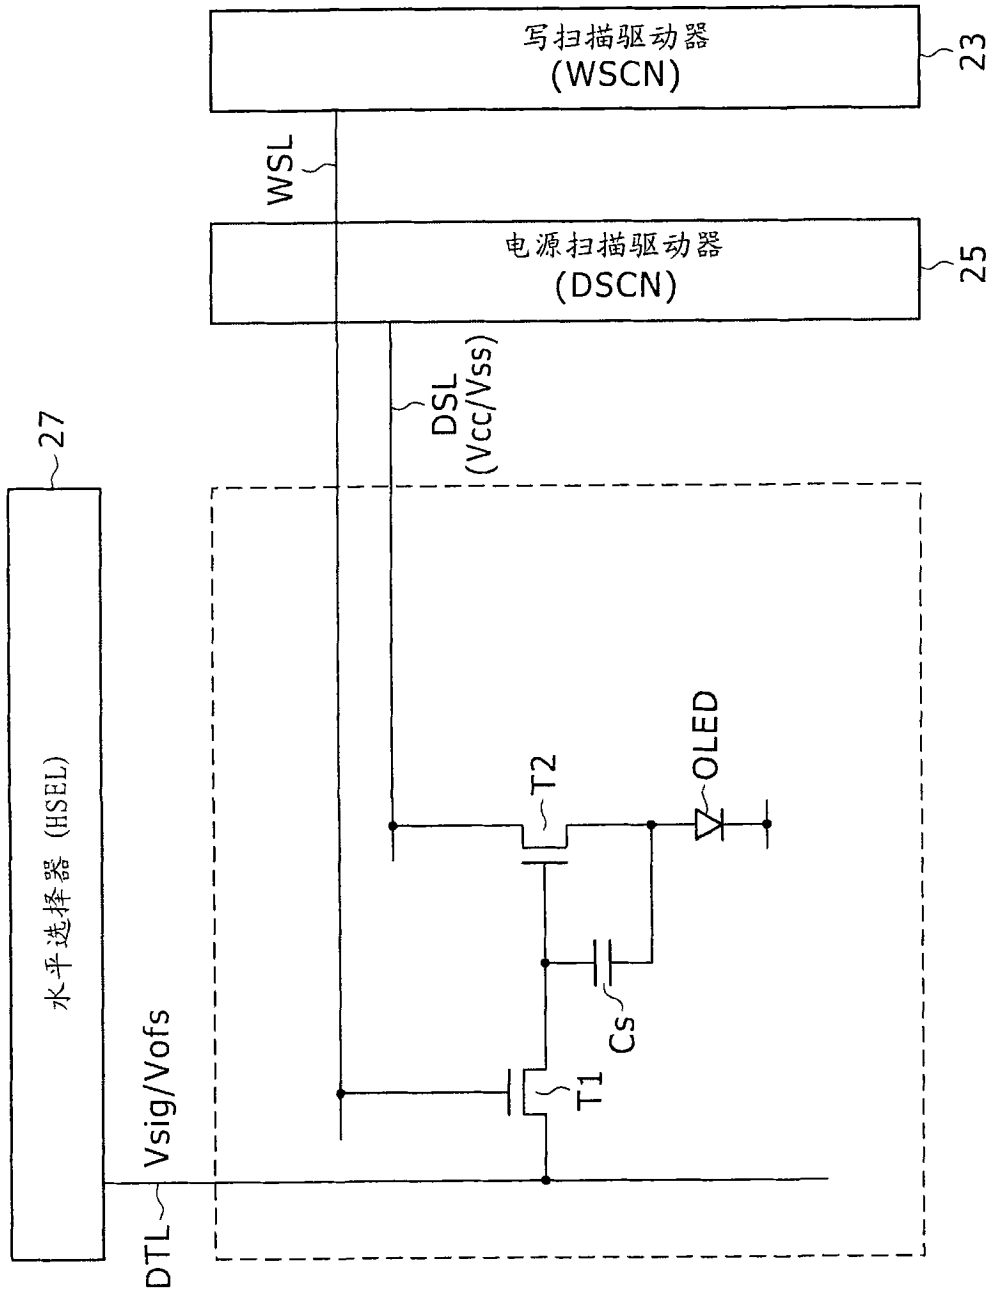 写扫描驱动器
(WSCN)
23
WSL
电源扫描驱动器
(DSCN)
25
DSL
(Vcc/Vss)
27
水平选择器 (HSEL)
Vsig/Vofs
DTL
T2
OLED
Cs
T1